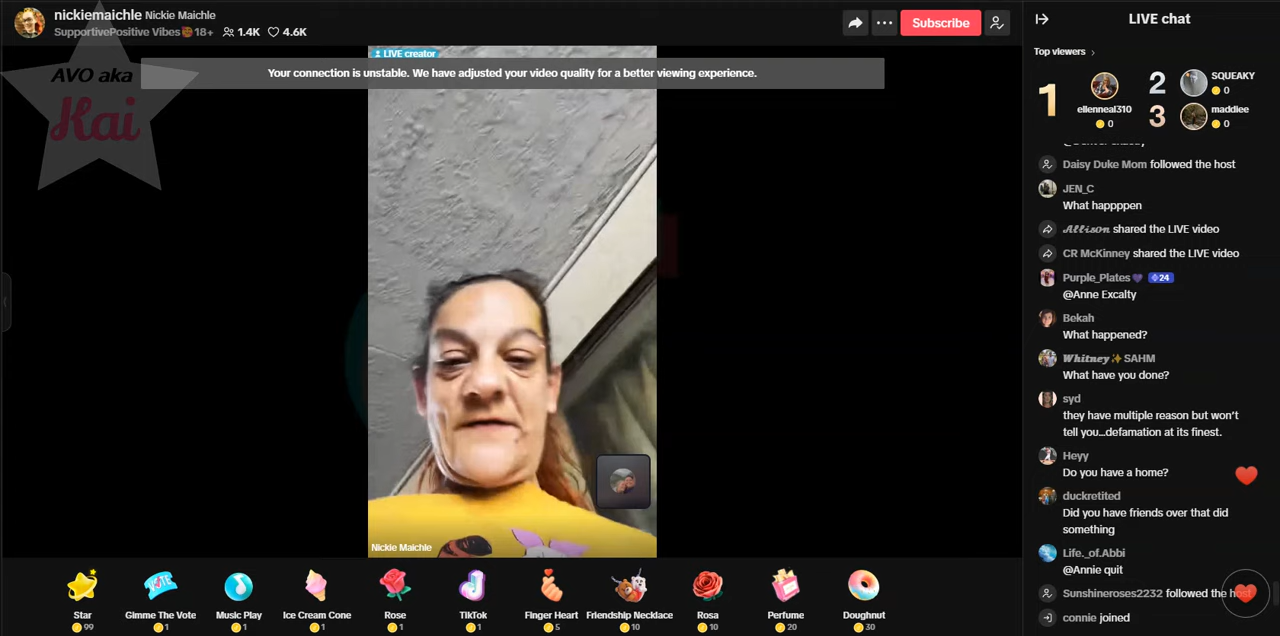 nickiemaichle Nickie Maichle
SupportivePositive Vibes 18+ 1.4K 4.6K
Subscribe
AVO aka
Kai
LIVE creator
Your connection is unstable. We have adjusted your video quality for a better viewing experience.
Nickie Maichle
Star
99
Gimme The Vote
1
Music Play
1
Ice Cream Cone
1
Rose
1
TikTok
1
Finger Heart
5
Friendship Necklace
10
Rosa
10
Perfume
20
Doughnut
30
LIVE chat
Top viewers
1
ellenneal310
0
2
SQUEAKY
0
3
maddlee
0
Daisy Duke Mom followed the host
JEN_C
What happppen
Allison shared the LIVE video
CR McKinney shared the LIVE video
Purple_Plates 24
@Anne Excalty
Bekah
What happened?
Whitney SAHM
What have you done?
syd
they have multiple reason but won't
tell you...defamation at its finest.
Heyy
Do you have a home?
duckretited
Did you have friends over that did
something
Life._of.Abbi
@Annie quit
Sunshineroses2232 followed the host
connie joined